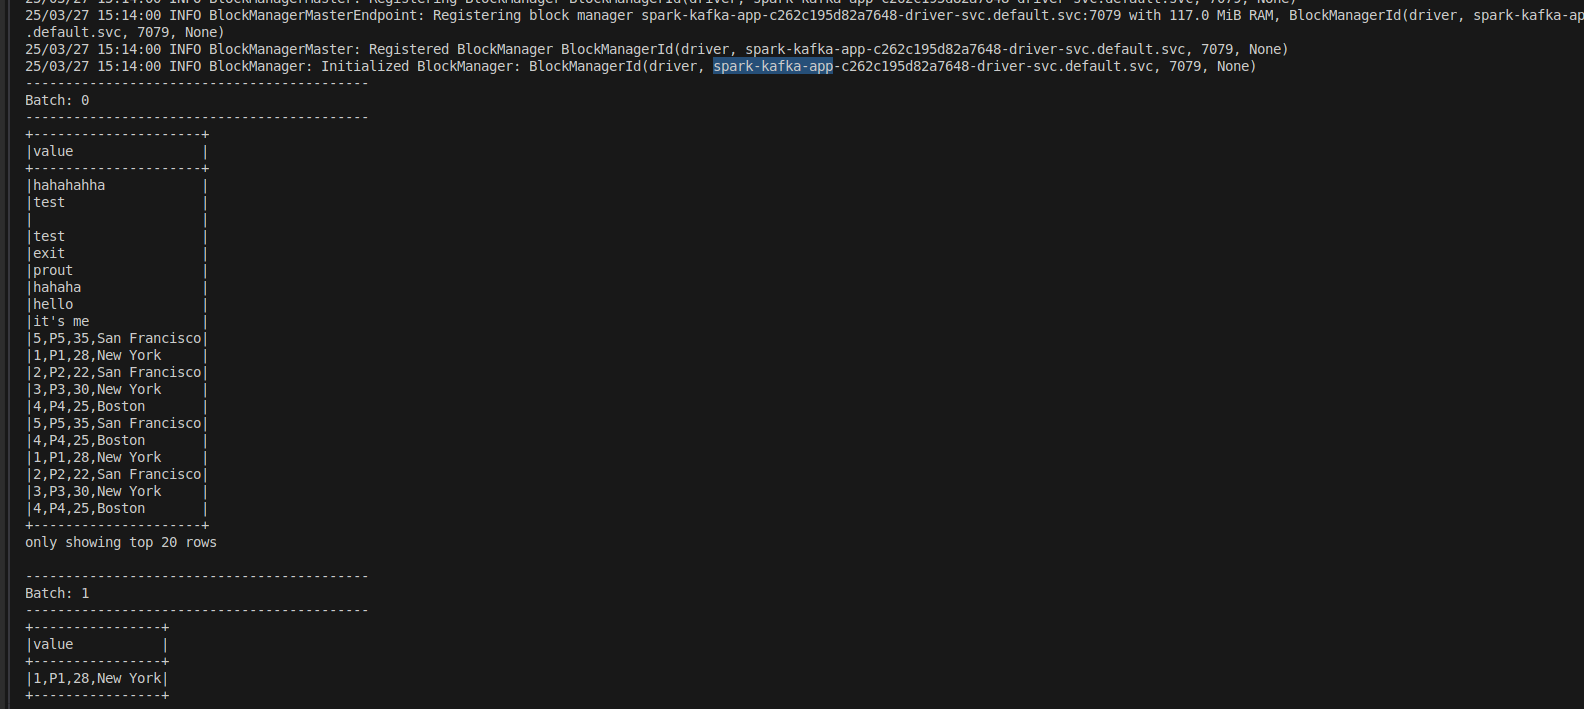 25/03/27 15:14:00 INFO BlockManagerMaster: Registering BlockManager BlockManagerId(driver, spark-kafka-app-c262c195d82a7648-driver-svc.default.svc, 7079, None)
25/03/27 15:14:00 INFO BlockManagerMasterEndpoint: Registering block manager spark-kafka-app-c262c195d82a7648-driver-svc.default.svc:7079 with 117.0 MiB RAM, BlockManagerId(driver, spark-kafka-ap
.default.svc, 7079, None)
25/03/27 15:14:00 INFO BlockManagerMaster: Registered BlockManager BlockManagerId(driver, spark-kafka-app-c262c195d82a7648-driver-svc.default.svc, 7079, None)
25/03/27 15:14:00 INFO BlockManager: Initialized BlockManager: BlockManagerId(driver, spark-kafka-app-c262c195d82a7648-driver-svc.default.svc, 7079, None)
-------------------------------------------
Batch: 0
-------------------------------------------
+---------------------+
|value                |
+---------------------+
|hahahahha            |
|test                 |
|                     |
|test                 |
|exit                 |
|prout                |
|hahaha               |
|hello                |
|it's me              |
|5,P5,35,San Francisco|
|1,P1,28,New York     |
|2,P2,22,San Francisco|
|3,P3,30,New York     |
|4,P4,25,Boston       |
|5,P5,35,San Francisco|
|4,P4,25,Boston       |
|1,P1,28,New York     |
|2,P2,22,San Francisco|
|3,P3,30,New York     |
|4,P4,25,Boston       |
+---------------------+
only showing top 20 rows
-------------------------------------------
Batch: 1
-------------------------------------------
+----------------+
|value           |
+----------------+
|1,P1,28,New York|
+----------------+